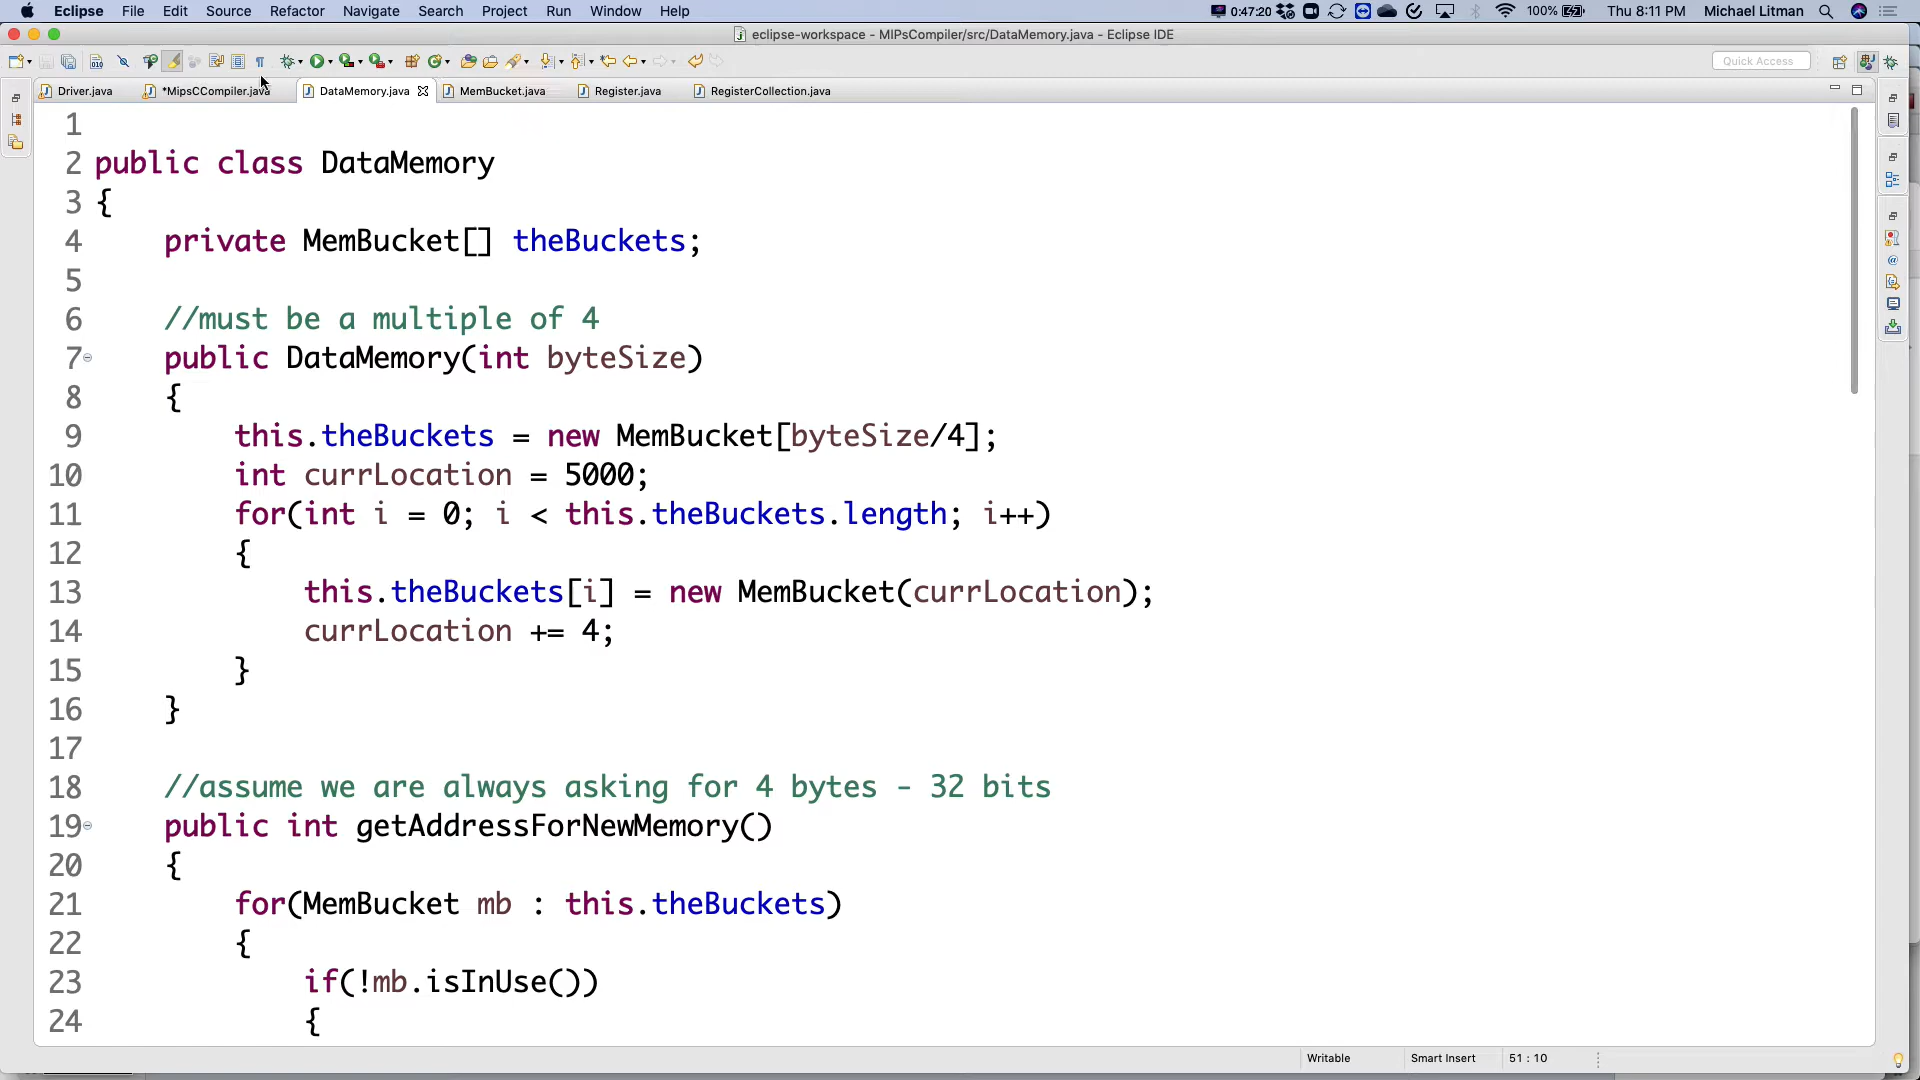 Eclipse File Edit Source Refactor Navigate Search Project Run Window Help 0:47:20 100% Thu 8:11 PM Michael Litman
eclipse-workspace - MIPsCompiler/src/DataMemory.java - Eclipse IDE
Quick Access
Driver.java *MipsCCompiler.java DataMemory.java MemBucket.java Register.java RegisterCollection.java
1
2 public class DataMemory
3 {
4 private MemBucket[] theBuckets;
5
6 //must be a multiple of 4
7 public DataMemory(int byteSize)
8 {
9 this.theBuckets = new MemBucket[byteSize/4];
10 int currLocation = 5000;
11 for(int i = 0; i < this.theBuckets.length; i++)
12 {
13 this.theBuckets[i] = new MemBucket(currLocation);
14 currLocation += 4;
15 }
16 }
17
18 //assume we are always asking for 4 bytes - 32 bits
19 public int getAddressForNewMemory()
20 {
21 for(MemBucket mb : this.theBuckets)
22 {
23 if(!mb.isInUse())
24 {
Writable Smart Insert 51 : 10